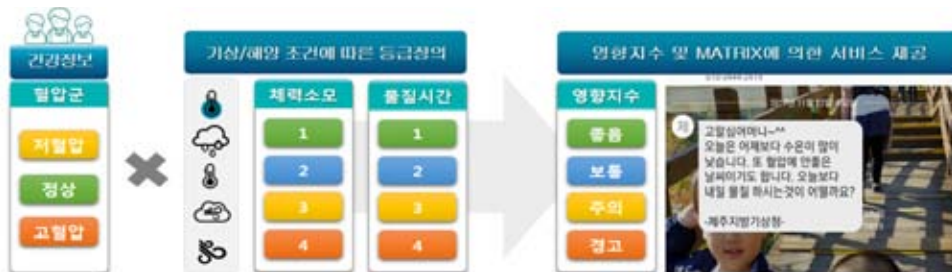 건강정보
혈압군
저혈압
정상
고혈압
기상/해양 조건에 따른 등급정의
체력소모
물질시간
1
1
2
2
3
3
4
4
영향지수 및 MATRIX에 의한 서비스 제공
영향지수
좋음
보통
주의
경고
제
고말심어머니~^^
오늘은 어제보다 수온이 많이
낮습니다. 또 혈압에 안좋은
날씨이기도 합니다. 오늘보다
내일 물질 하시는것이 어떨까요?
-제주지방기상청-